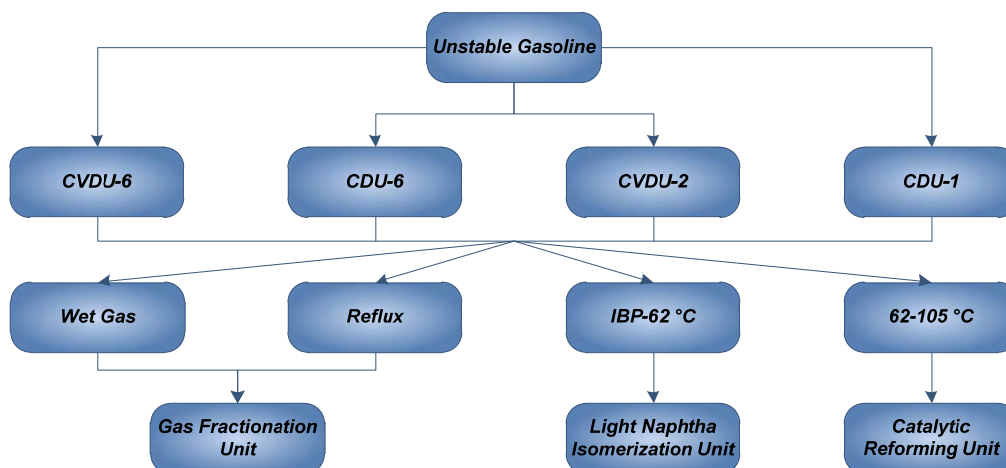 Unstable Gasoline
CVDU-6
CDU-6
CVDU-2
CDU-1
Wet Gas
Reflux
IBP-62 °C
62-105 °C
Gas Fractionation
Unit
Light Naphtha
Isomerization Unit
Catalytic
Reforming Unit